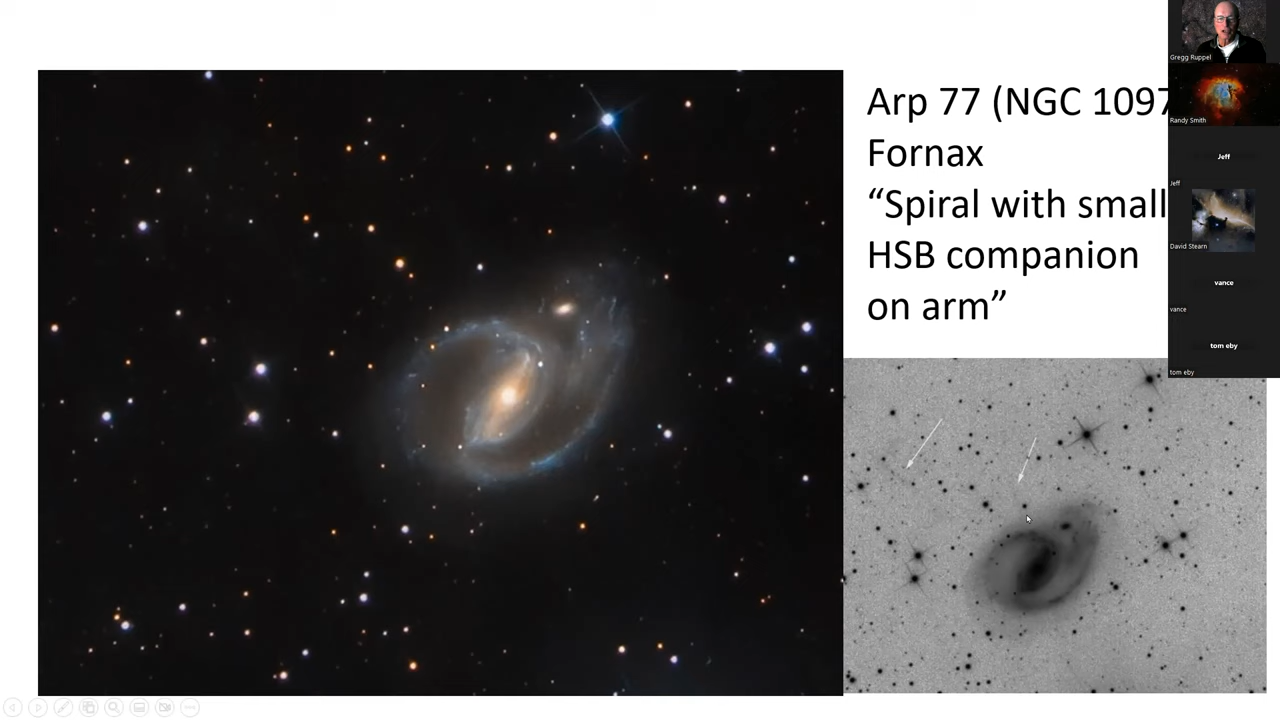 Arp 77 (NGC 1097
Fornax
“Spiral with small
HSB companion
on arm”
Gregg Ruppel
Randy Smith
Jeff
Jeff
David Stearn
vance
vance
tom eby
tom eby